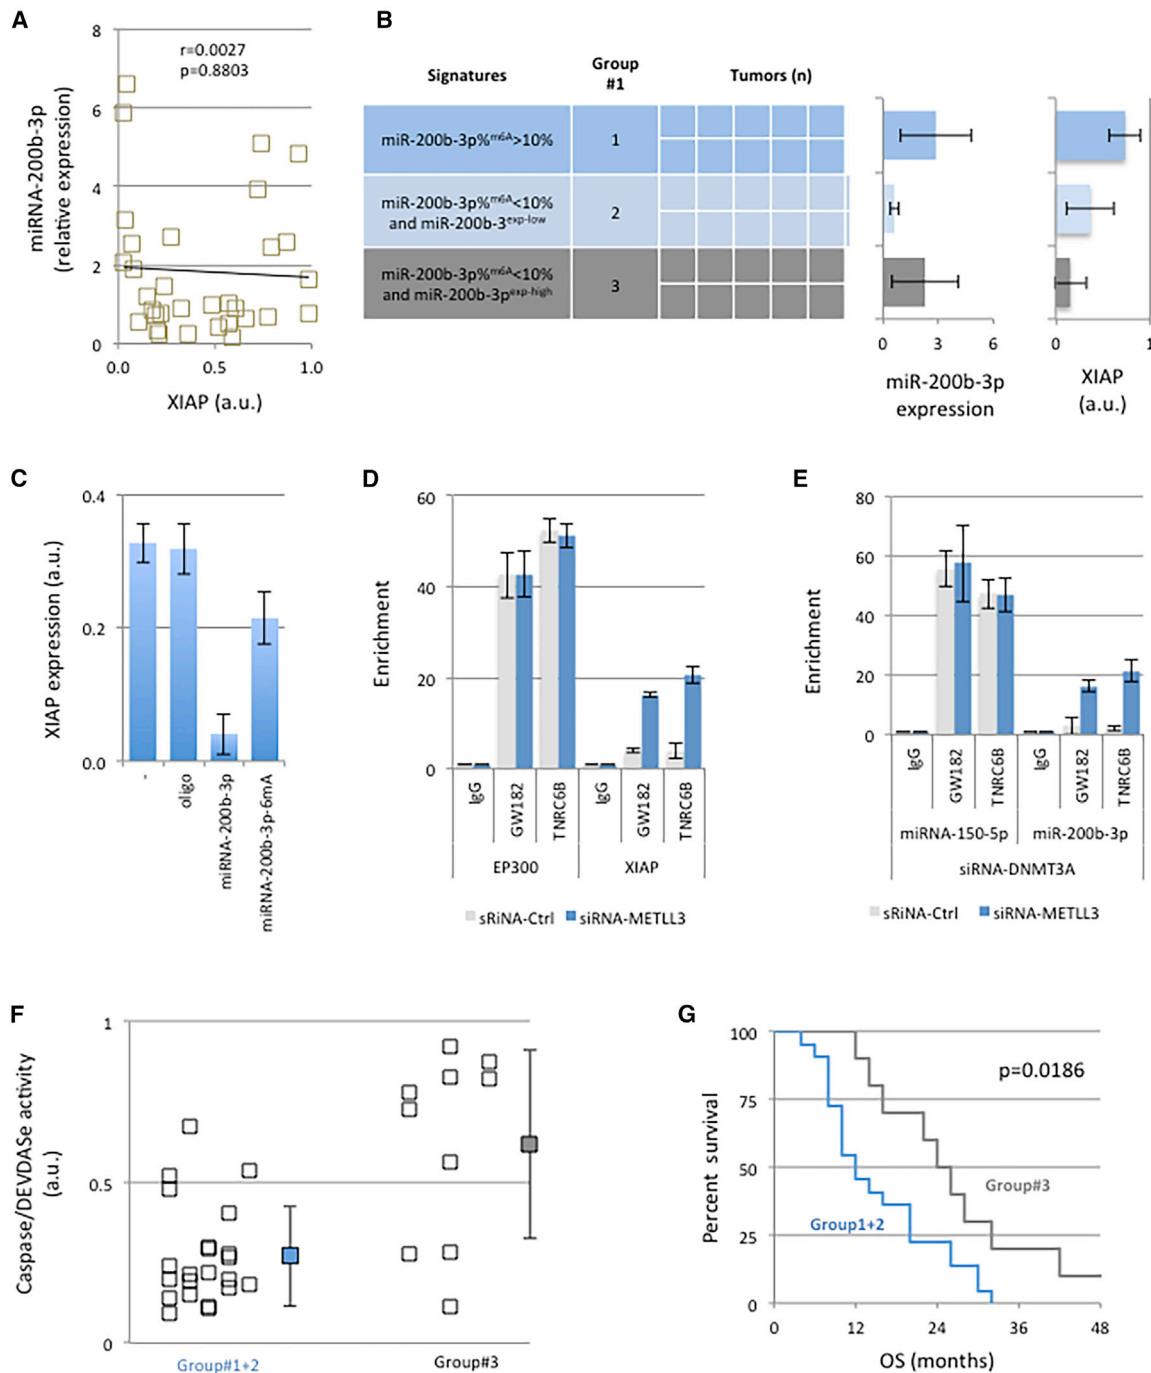 A
8
6
4
2
0
miRNA-200b-3p
(relative expression)
r=0.0027
p=0.8803
0.0
0.5
1.0
XIAP (a.u.)
B
Signatures
Group
#1
Tumors (n)
miR-200b-3p%m6A>10%
1
miR-200b-3p%m6A<10%
and miR-200b-3exp-low
2
miR-200b-3p%m6A<10%
and miR-200b-3pexp-high
3
0
3
6
miR-200b-3p
expression
0
1
XIAP
(a.u.)
C
XIAP expression (a.u.)
0.4
0.2
0.0
-
oligo
miRNA-200b-3p
miRNA-200b-3p-6mA
D
Enrichment
60
40
20
0
IgG
GW182
TNRC6B
IgG
GW182
TNRC6B
EP300
XIAP
sRiNA-Ctrl
siRNA-METLL3
E
Enrichment
80
60
40
20
0
IgG
GW182
TNRC6B
IgG
GW182
TNRC6B
miRNA-150-5p
miR-200b-3p
siRNA-DNMT3A
sRiNA-Ctrl
siRNA-METLL3
F
Caspase/DEVDASe activity
(a.u.)
1
0.5
0
Group#1+2
Group#3
G
Percent survival
100
75
50
25
0
p=0.0186
Group#3
Group1+2
0
12
24
36
48
OS (months)